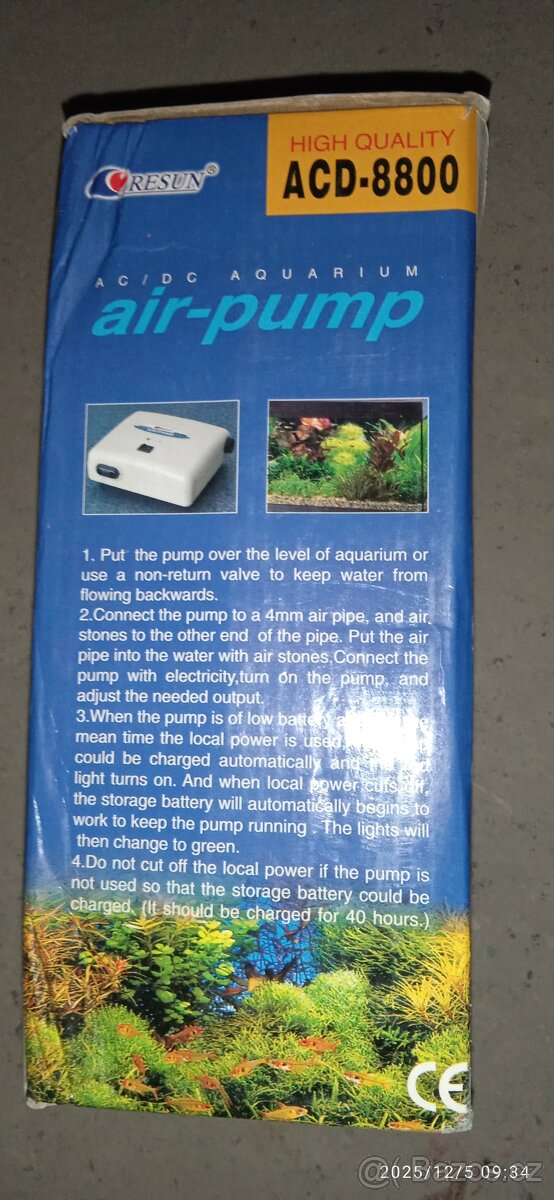 HIGH QUALITY
RESUN®
ACD-8800
AC/DC AQUARIUM
air-pump
1. Put the pump over the level of aquarium or
use a non-return valve to keep water from
flowing backwards.
2.Connect the pump to a 4mm air pipe, and air
stones to the other end of the pipe. Put the air
pipe into the water with air stones,Connect the
pump with electricity,turn on the pump, and
adjust the needed output.
3.When the pump is of low battery
mean time the local power is used,
could be charged automatically and
light turns on. And when local power cuts off,
the storage battery will automatically begins to
work to keep the pump running . The lights will
then change to green.
4.Do not cut off the local power if the pump is
not used so that the storage battery could be
charged. (It should be charged for 40 hours.)
CE
2025/12/5 09:34
@ Bazos.cz